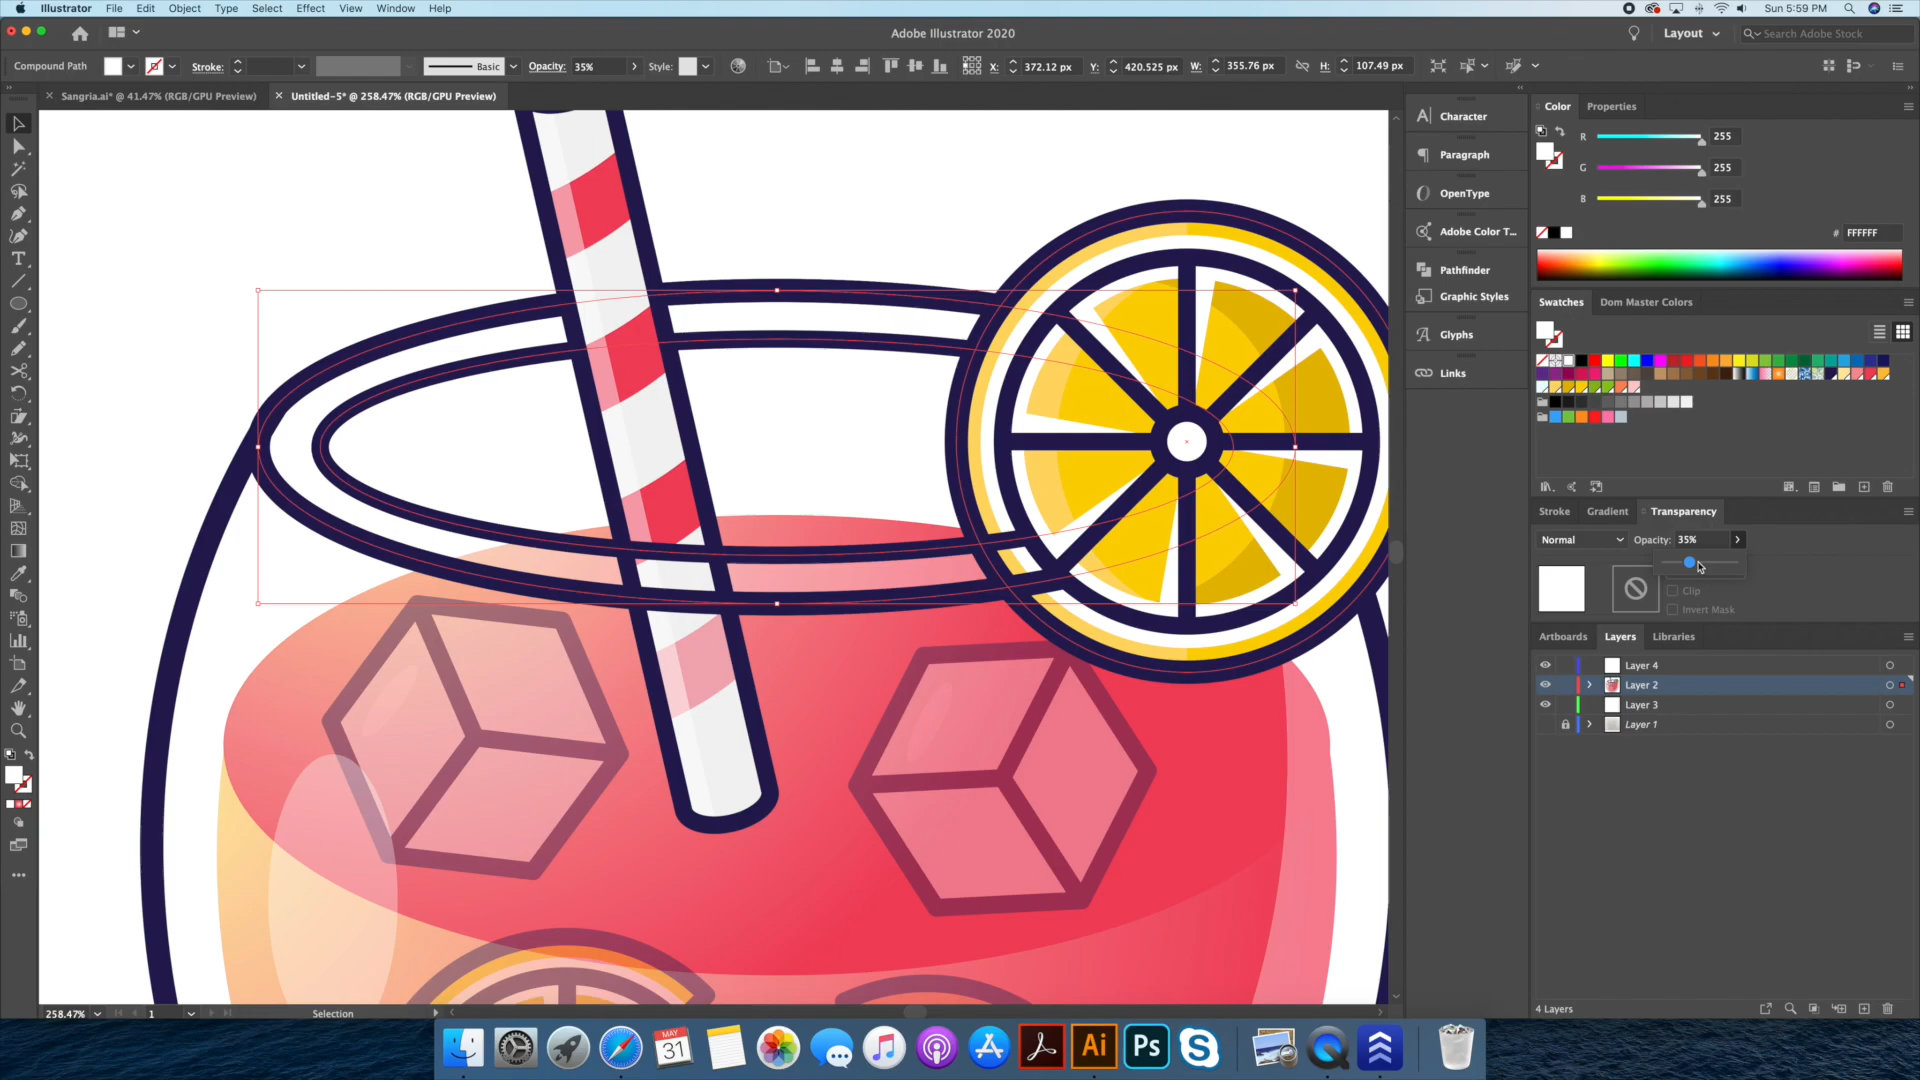 Illustrator File Edit Object Type Select Effect View Window Help Sun 5:59 PM
Adobe Illustrator 2020 Layout Search Adobe Stock
Compound Path Stroke: Basic Opacity: 35% Style: X: 372.12 px Y: 420.525 px W: 355.76 px H: 107.49 px
Sangria.ai* @ 41.47% (RGB/GPU Preview) Untitled-5* @ 258.47% (RGB/GPU Preview)
Character
Paragraph
OpenType
Adobe Color T...
Pathfinder
Graphic Styles
Glyphs
Links
Color Properties
R 255
G 255
B 255
# FFFFFF
Swatches Dom Master Colors
Stroke Gradient Transparency
Normal Opacity: 35%
Clip
Invert Mask
Artboards Layers Libraries
Layer 4
Layer 2
Layer 3
Layer 1
4 Layers
258.47% 1 Selection
MAY
31
Ai Ps